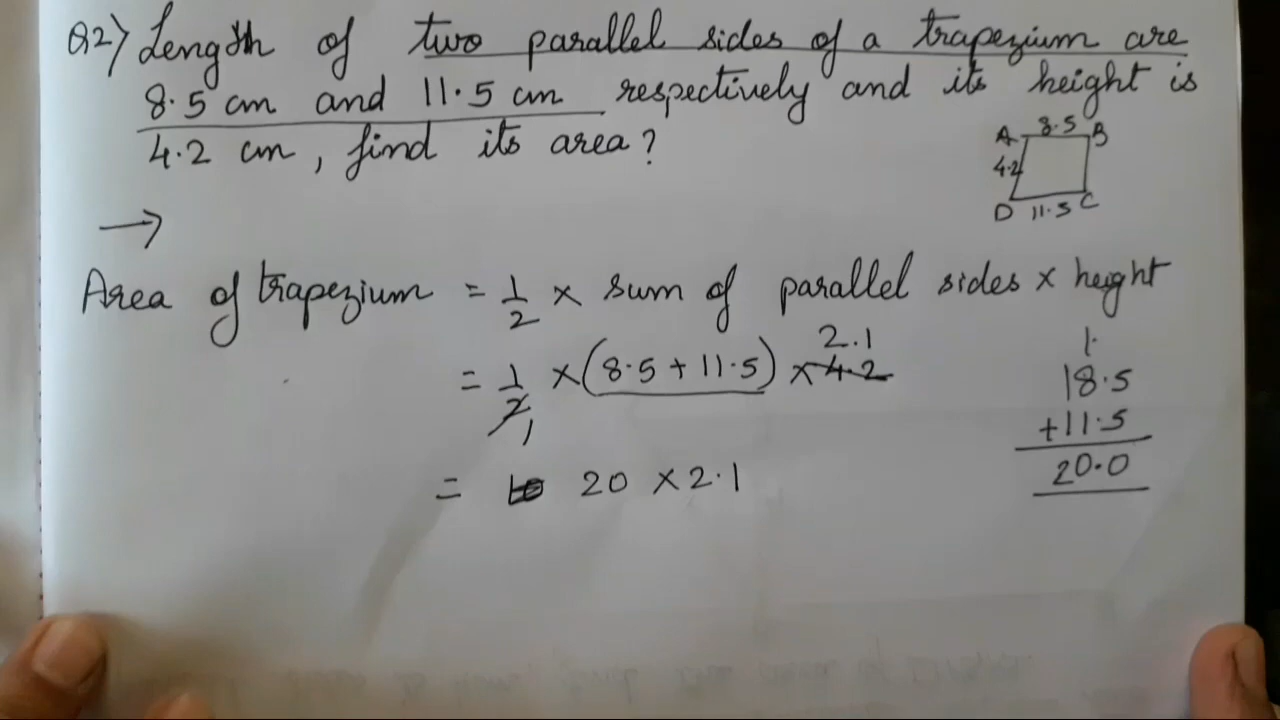 Q2) Length of two parallel sides of a trapezium are
8.5 cm and 11.5 cm respectively and its height is
4.2 cm, find its area?
A 8.5 B
4.2
D 11.5 C
→
Area of trapezium = 1/2 × sum of parallel sides × height
2.1
= 1/2 × (8.5 + 11.5) × 4.2
1
= 20 × 2.1
1.
18.5
+11.5
20.0